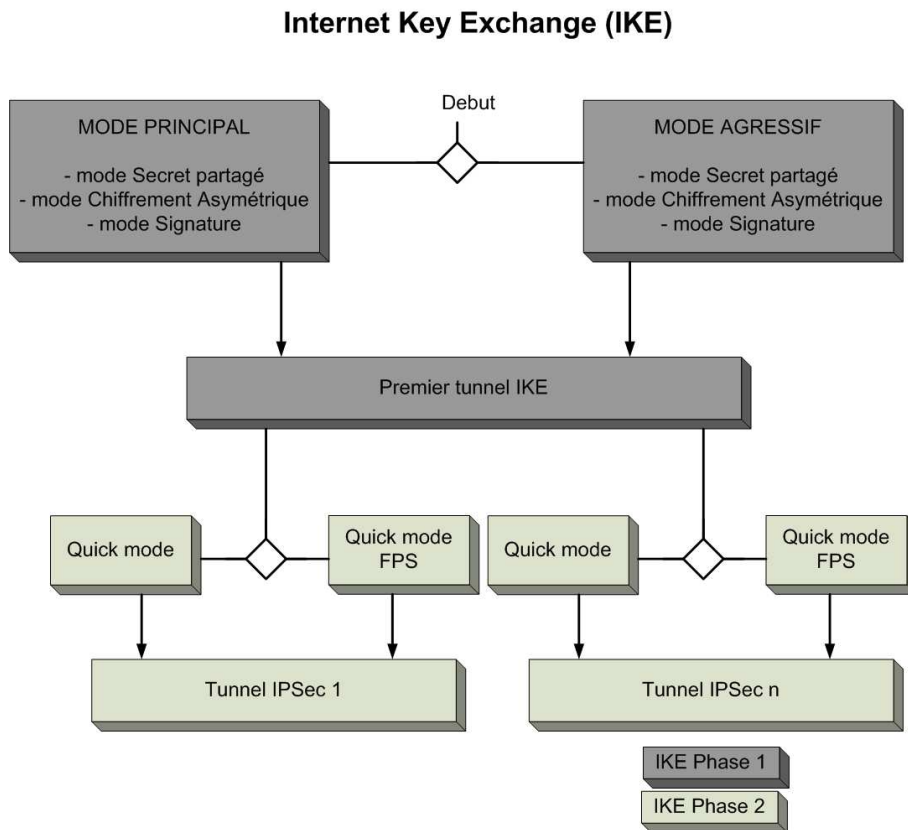 Internet Key Exchange (IKE)
Debut
MODE PRINCIPAL
- mode Secret partagé
- mode Chiffrement Asymétrique
- mode Signature
MODE AGRESSIF
- mode Secret partagé
- mode Chiffrement Asymétrique
- mode Signature
Premier tunnel IKE
Quick mode
Quick mode
FPS
Quick mode
Quick mode
FPS
Tunnel IPSec 1
Tunnel IPSec n
IKE Phase 1
IKE Phase 2